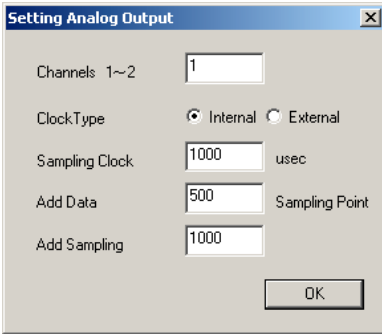 Setting Analog Output
Channels 1~2 1
ClockType Internal External
Sampling Clock 1000 usec
Add Data 500 Sampling Point
Add Sampling 1000
OK